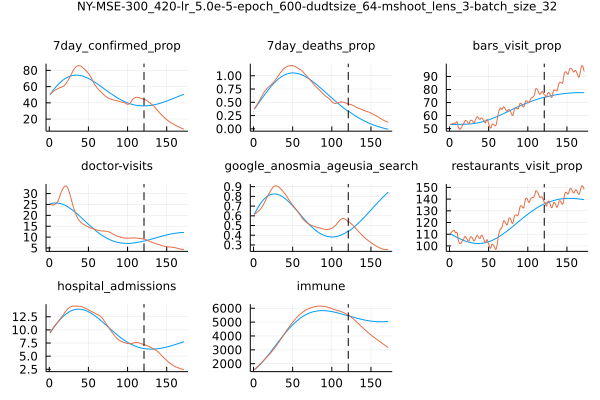 NY-MSE-300_420-lr_5.0e-5-epoch_600-dudtsize_64-mshoot_lens_3-batch_size_32
7day_confirmed_prop 7day_deaths_prop bars_visit_prop
80 60 40 20
0 50 100 150
1.00 0.75 0.50 0.25 0.00
0 50 100 150
90 80 70 60 50
0 50 100 150
doctor-visits google_anosmia_ageusia_search restaurants_visit_prop
30 25 20 15 10 5
0 50 100 150
0.9 0.8 0.7 0.6 0.5 0.4 0.3
0 50 100 150
150 140 130 120 110 100
0 50 100 150
hospital_admissions immune
12.5 10.0 7.5 5.0 2.5
0 50 100 150
6000 5000 4000 3000 2000
0 50 100 150